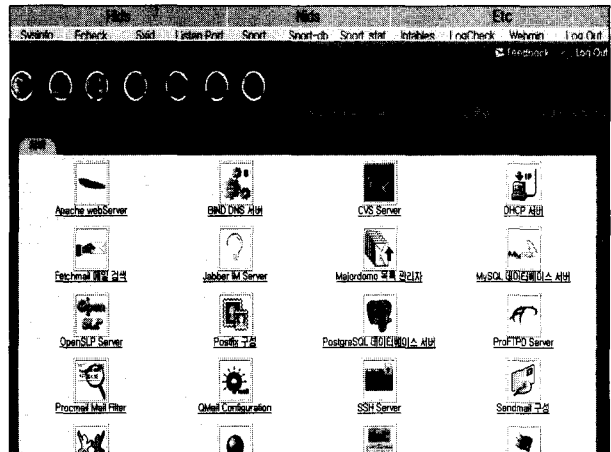 Hids Nids Etc
Sysinfo Fcheck Sxid Listen Port Snort Snort-db Snort stat Iptables LogCheck Webmin Log Out
Feedback Log Out
Apache webServer BIND DNS 서버 CVS Server DHCP 서버
Fetchmail 메일 검색 Jabber IM Server Majordomo 목록 관리자 MySQL 데이터베이스 서버
OpenSLP Server Postfix 구성 PostgreSQL 데이터베이스 서버 ProFTPD Server
Procmail Mail Filter QMail Configuration SSH Server Sendmail 구성